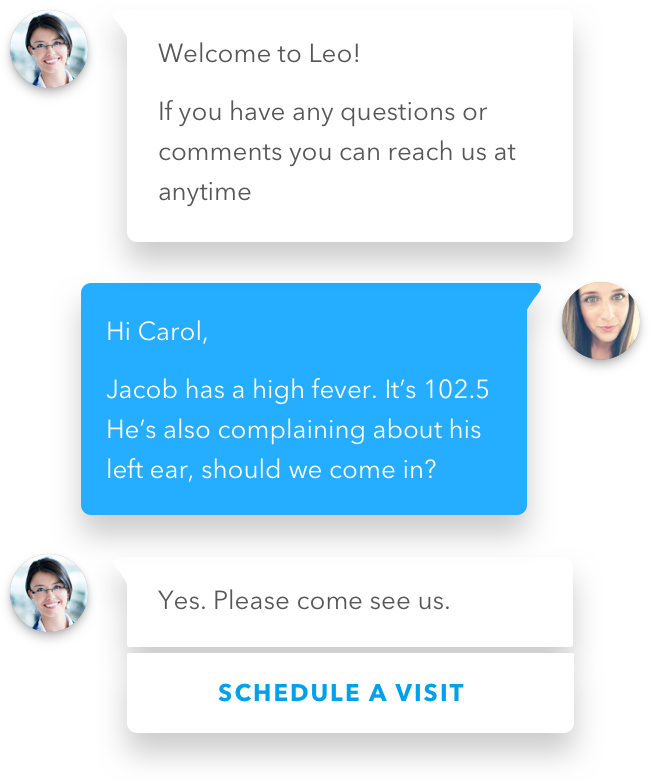 Welcome to Leo!
If you have any questions or
comments you can reach us at
anytime
Hi Carol,
Jacob has a high fever. It’s 102.5
He’s also complaining about his
left ear, should we come in?
Yes. Please come see us.
SCHEDULE A VISIT